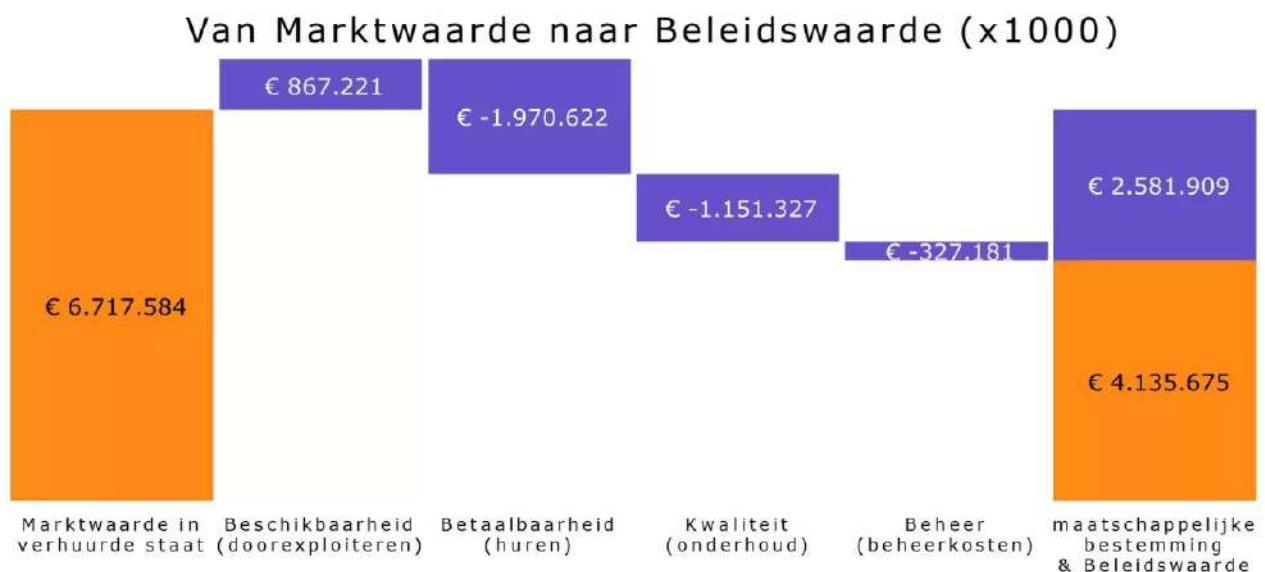 Van Marktwaarde naar Beleidswaarde (x1000)
€ 867.221
€ -1.970.622
€ 2.581.909
€ -1.151.327
€ -327.181
€ 6.717.584
€ 4.135.675
Marktwaarde in
verhuurde staat
Beschikbaarheid
(doorexploiteren)
Betaalbaarheid
(huren)
Kwaliteit
(onderhoud)
Beheer
(beheerkosten)
maatschappelijke
bestemming
& Beleidswaarde